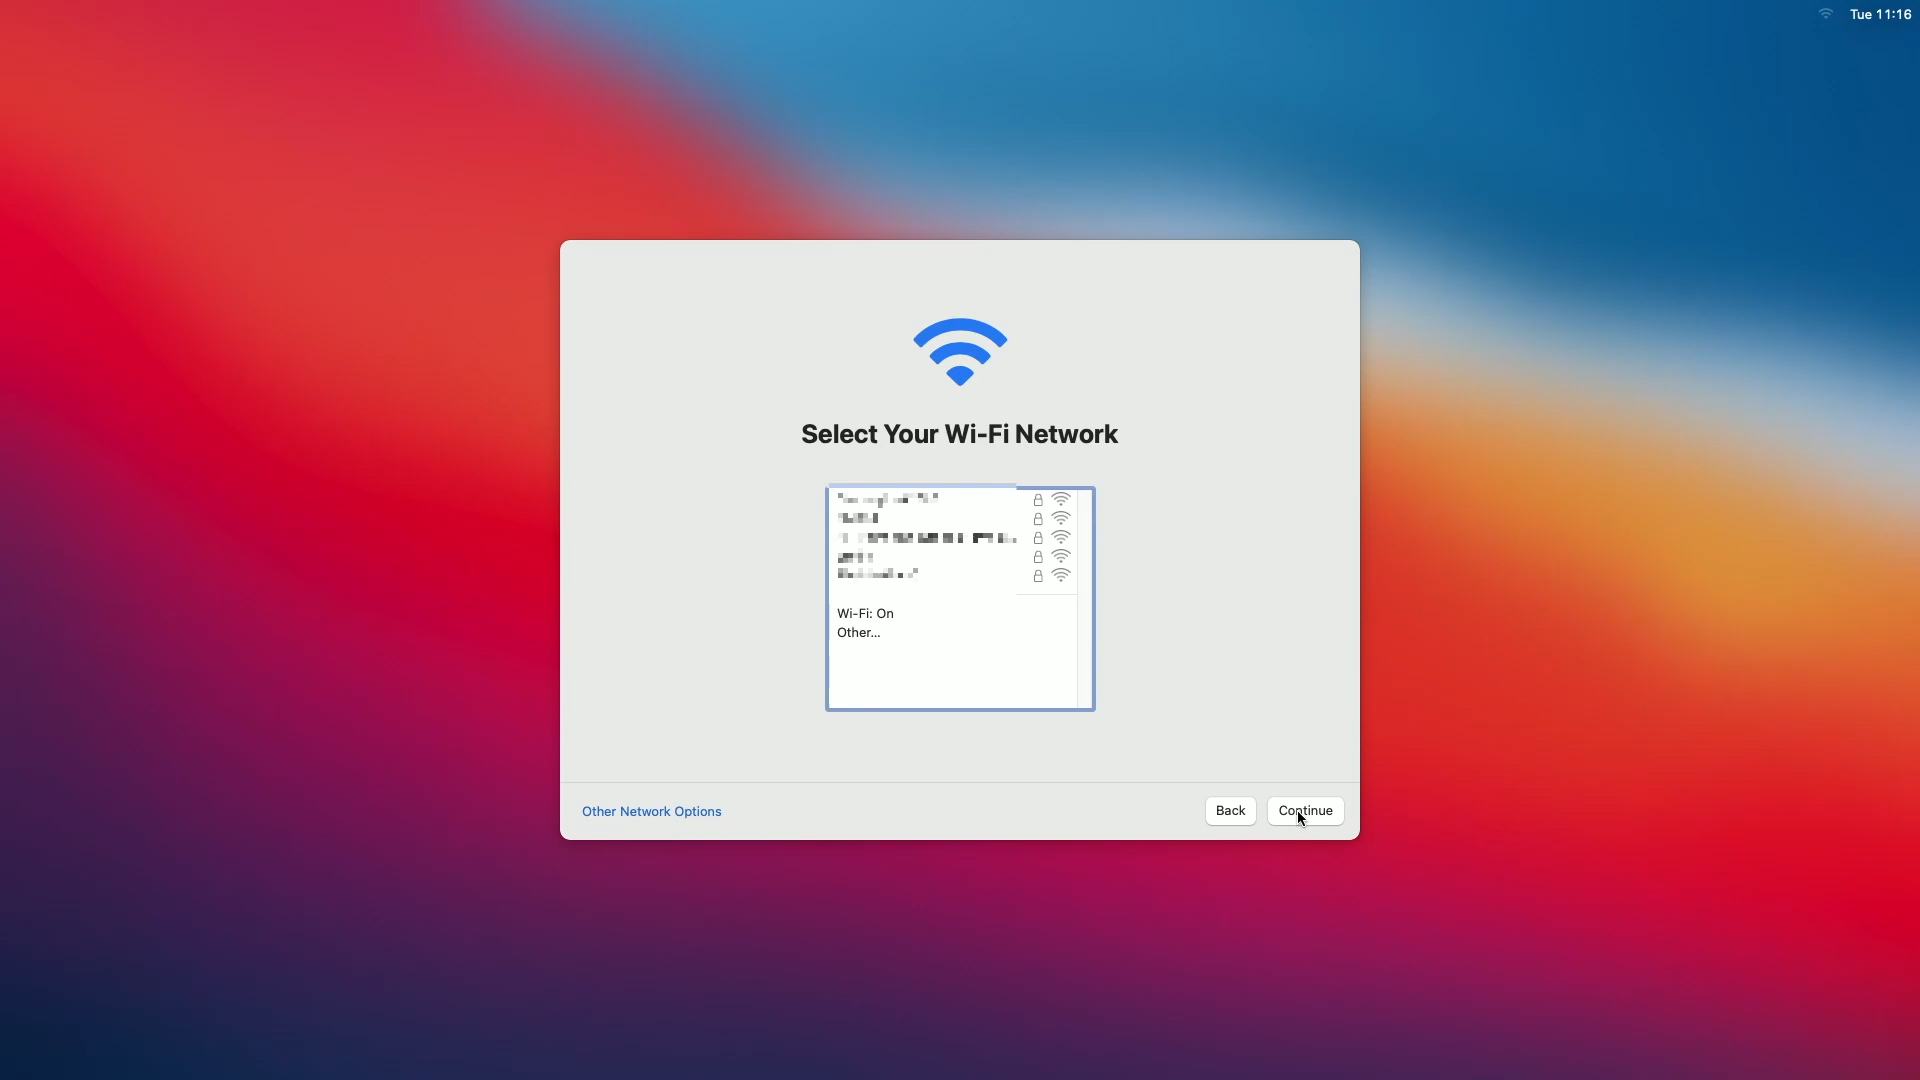 Tue 11:16
Select Your Wi-Fi Network
Wi-Fi: On
Other...
Other Network Options
Back
Continue